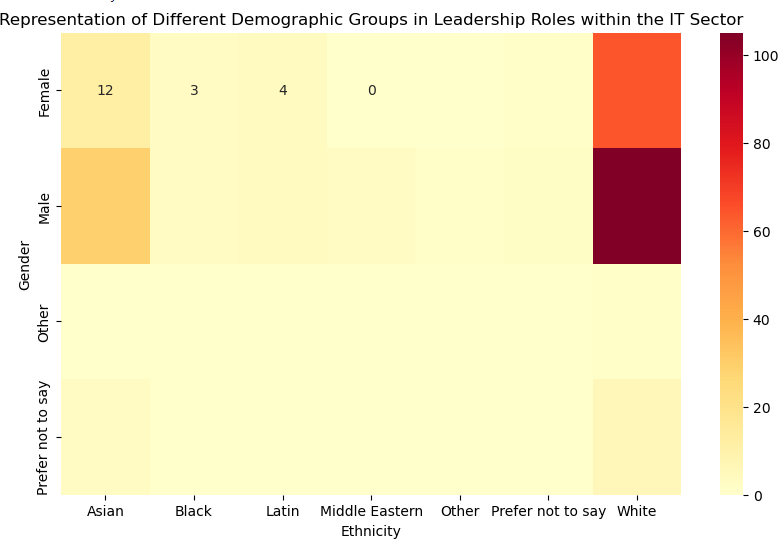 Representation of Different Demographic Groups in Leadership Roles within the IT Sector
Female
12 3 4 0
Male
Other
Prefer not to say
Gender
Asian Black Latin Middle Eastern Other Prefer not to say White
Ethnicity
100
80
60
40
20
0